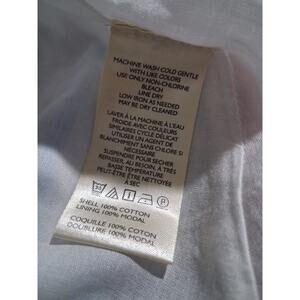 MACHINE WASH COLD GENTLE
WITH LIKE COLORS
USE ONLY NON-CHLORINE
BLEACH
LINE DRY
LOW IRON AS NEEDED
MAY BE DRY CLEANED
LAVER À LA MACHINE À L'EAU
FROIDE AVEC COULEURS
SIMILAIRES CYCLE DÉLICAT
UTILISER UN AGENT DE
BLANCHIMENT SANS CHLORE SI
NÉCESSAIRE
SUSPENDRE POUR SÉCHER
REPASSER, AU BESOIN, À
BASSE TEMPÉRATURE
PEUT-ÊTRE ÊTRE NETTOYÉE
À SEC
SHELL 100% COTTON
LINING 100% MODAL
COQUILLE 100% COTON
DOUBLURE 100% MODAL